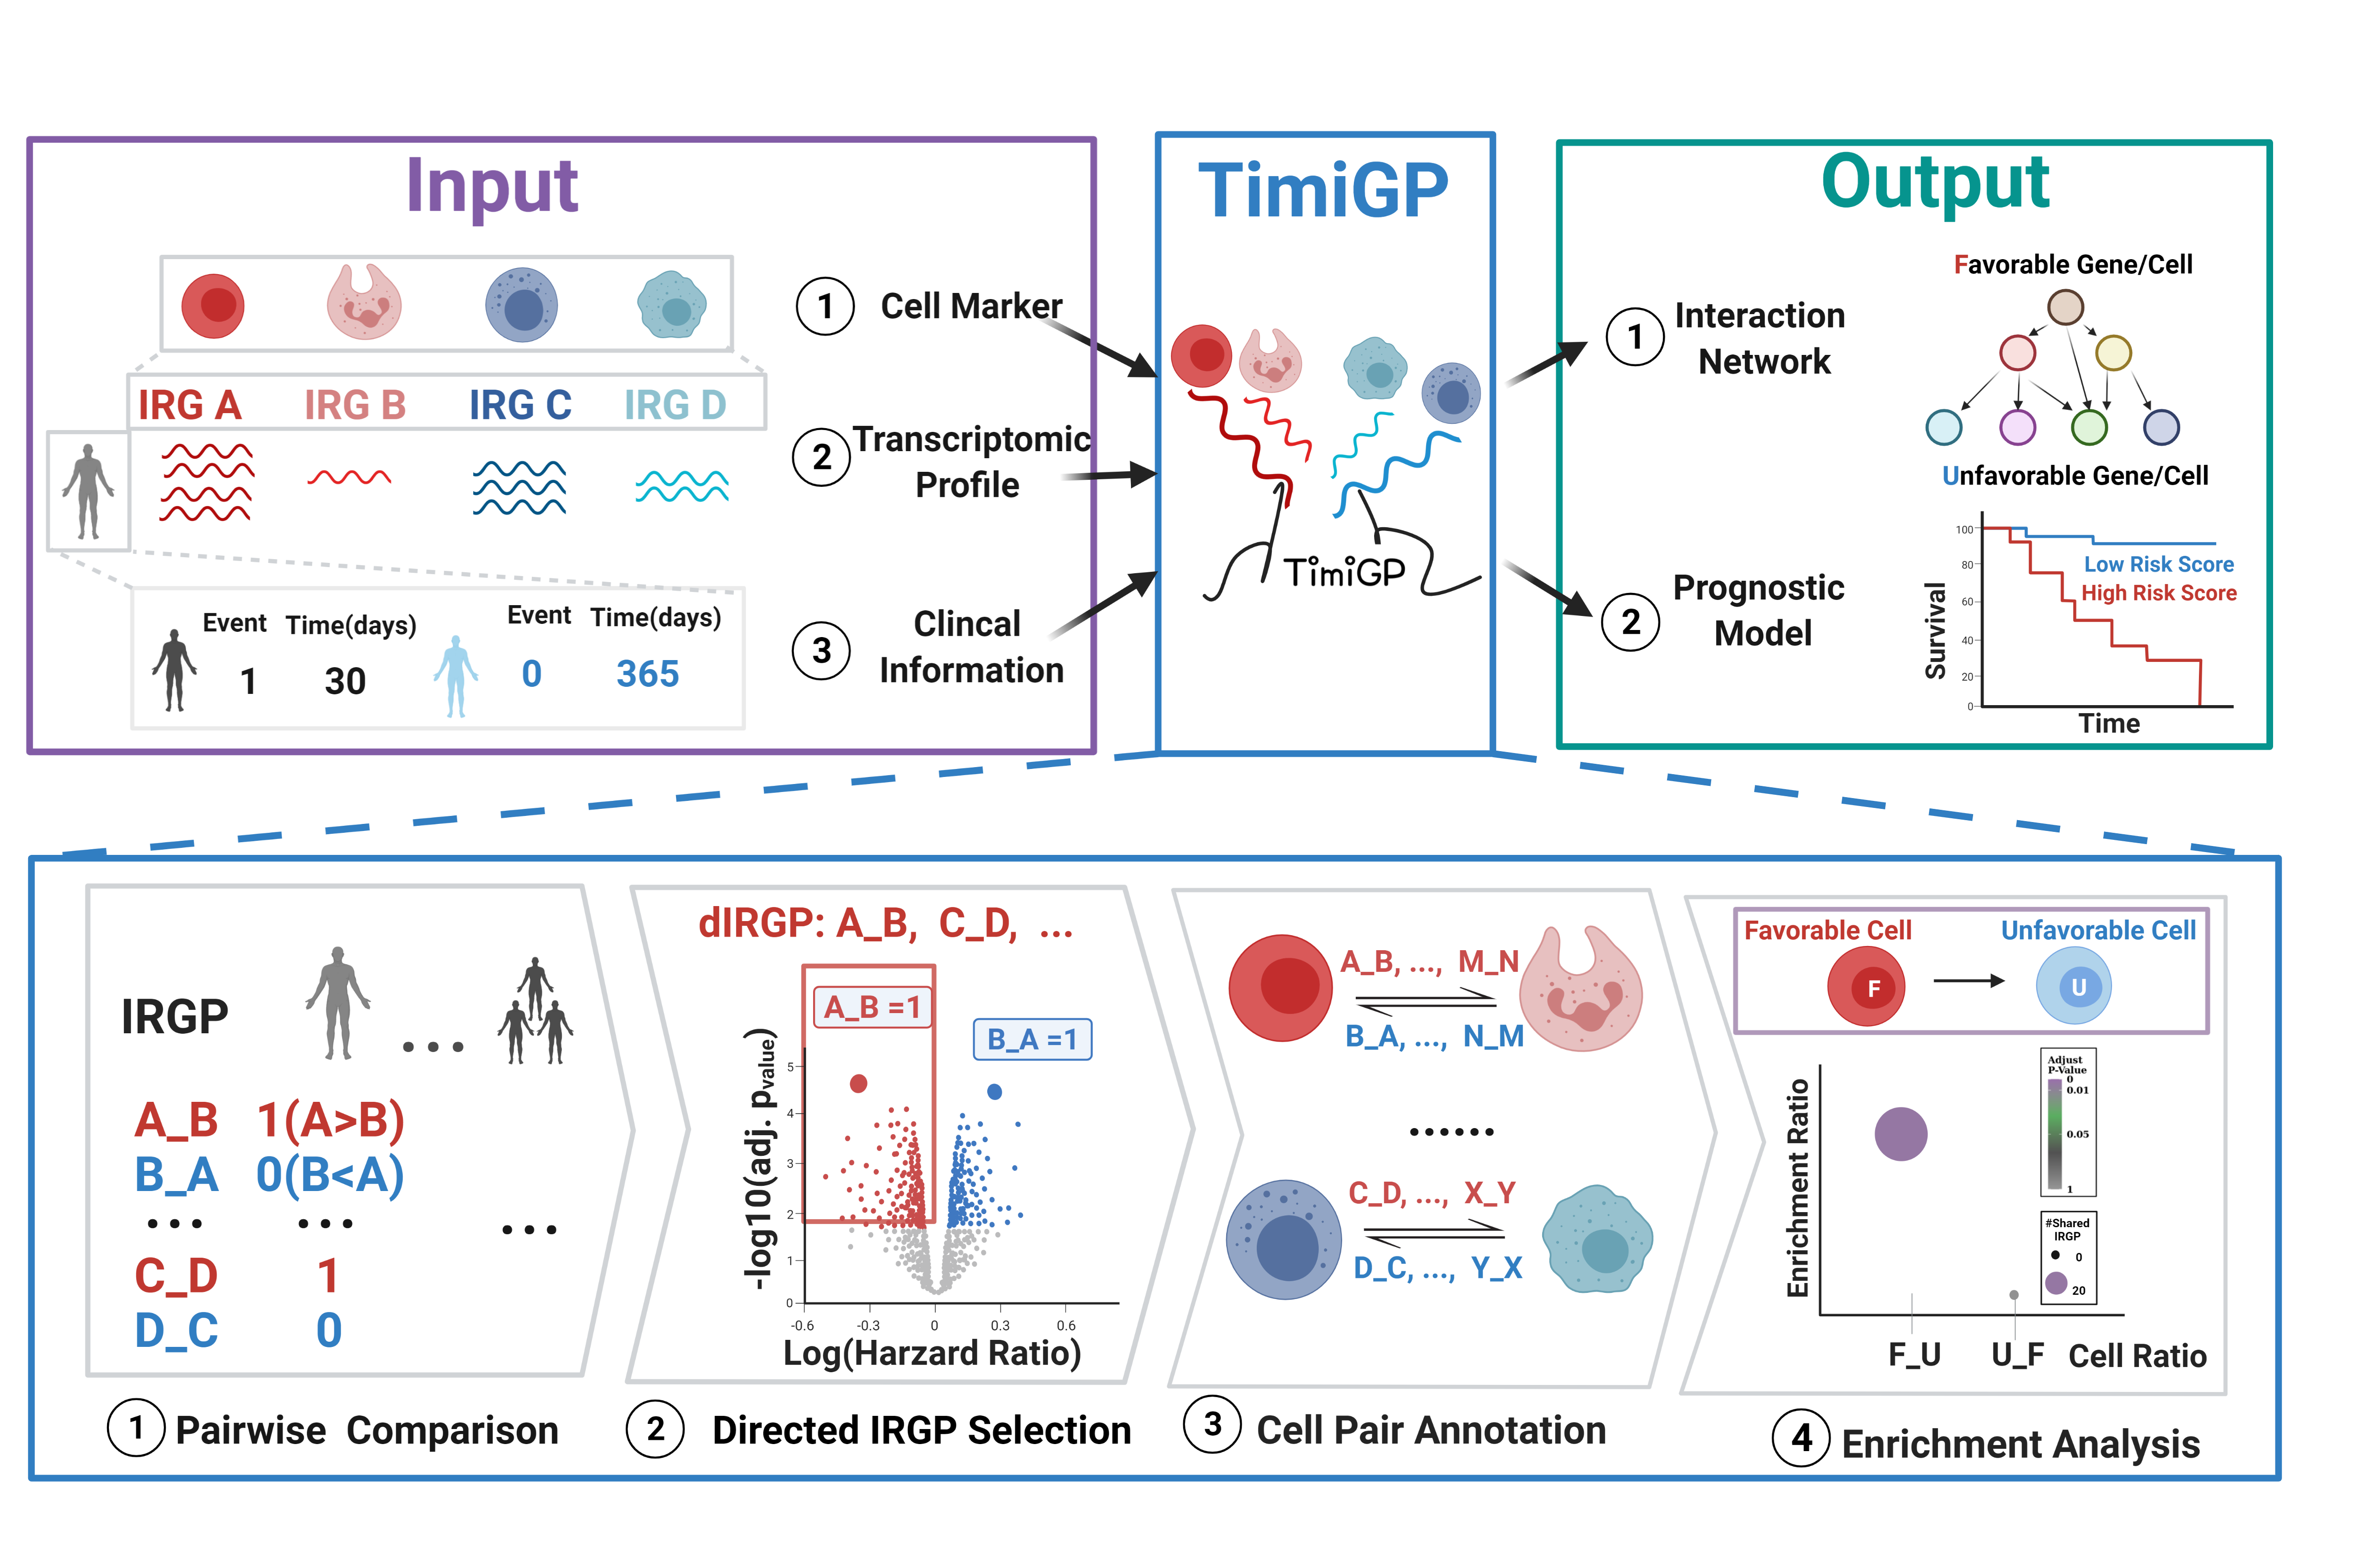 Input
IRG A IRG B IRG C IRG D
Event Time(days) Event Time(days)
1 30 0 365
1 Cell Marker
2 Transcriptomic
Profile
3 Clincal
Information
TimiGP
TimiGP
Output
1 Interaction
Network
Favorable Gene/Cell
Unfavorable Gene/Cell
2 Prognostic
Model
Survival
100
80
60
40
20
0
Low Risk Score
High Risk Score
Time
IRGP
...
A_B 1(A>B)
B_A 0(B<A)
... ... ...
C_D 1
D_C 0
1 Pairwise Comparison
dIRGP: A_B, C_D, ...
A_B =1
B_A =1
-log10(adj. pvalue)
5
4
3
2
1
0
-0.6 -0.3 0 0.3 0.6
Log(Harzard Ratio)
2 Directed IRGP Selection
A_B, ..., M_N
B_A, ..., N_M
......
C_D, ..., X_Y
D_C, ..., Y_X
3 Cell Pair Annotation
Favorable Cell Unfavorable Cell
F U
Enrichment Ratio
Adjust
P-Value
0
0.01
0.05
1
#Shared
IRGP
0
20
F_U U_F Cell Ratio
4 Enrichment Analysis